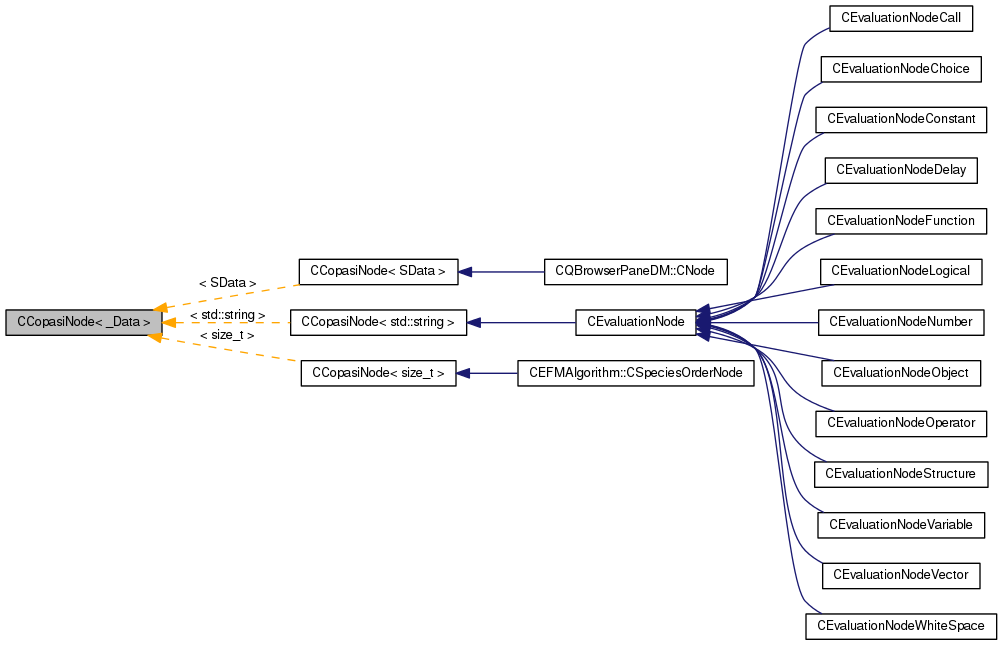 CEvaluationNodeCall
CEvaluationNodeChoice
CEvaluationNodeConstant
CEvaluationNodeDelay
CEvaluationNodeFunction
CCopasiNode< SData >
CQBrowserPaneDM::CNode
CEvaluationNodeLogical
< SData >
CCopasiNode< _Data >
< std::string >
CCopasiNode< std::string >
CEvaluationNode
CEvaluationNodeNumber
< size_t >
CCopasiNode< size_t >
CEFMAlgorithm::CSpeciesOrderNode
CEvaluationNodeObject
CEvaluationNodeOperator
CEvaluationNodeStructure
CEvaluationNodeVariable
CEvaluationNodeVector
CEvaluationNodeWhiteSpace